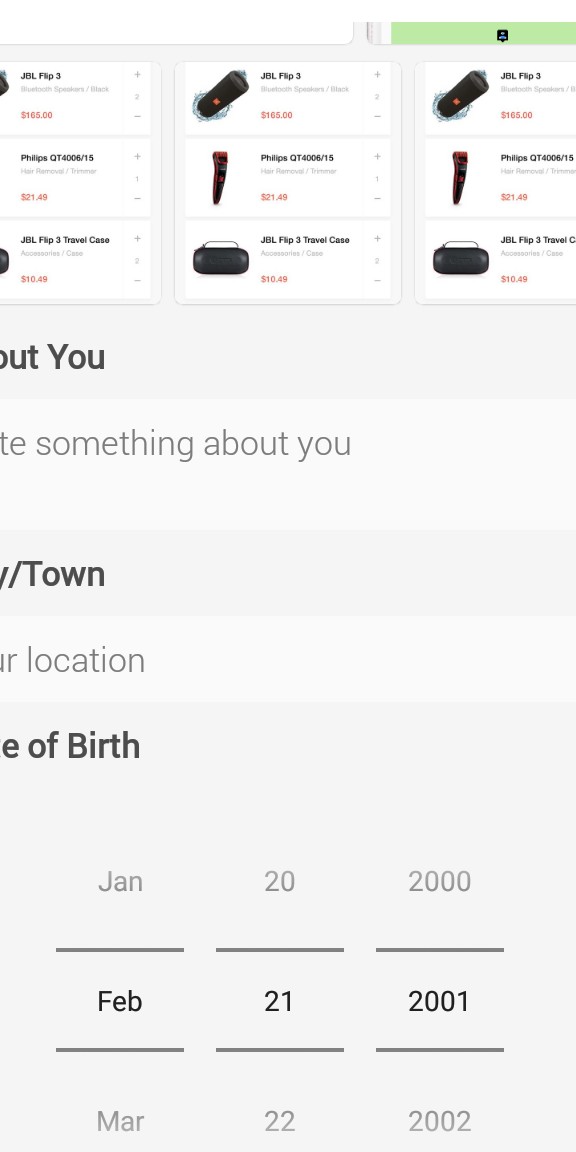 JBL Flip 3
Bluetooth Speakers / Black
$165.00
+
2
−
Philips QT4006/15
Hair Removal / Trimmer
$21.49
+
1
−
JBL Flip 3 Travel Case
Accessories / Case
$10.49
+
2
−
JBL Flip 3
Bluetooth Speakers / Black
$165.00
+
2
−
Philips QT4006/15
Hair Removal / Trimmer
$21.49
+
1
−
JBL Flip 3 Travel Case
Accessories / Case
$10.49
+
2
−
JBL Flip 3
Bluetooth Speakers / Black
$165.00
Philips QT4006/15
Hair Removal / Trimmer
$21.49
JBL Flip 3 Travel C
Accessories / Case
$10.49
out You
te something about you
y/Town
ur location
e of Birth
Jan 20 2000
Feb 21 2001
Mar 22 2002